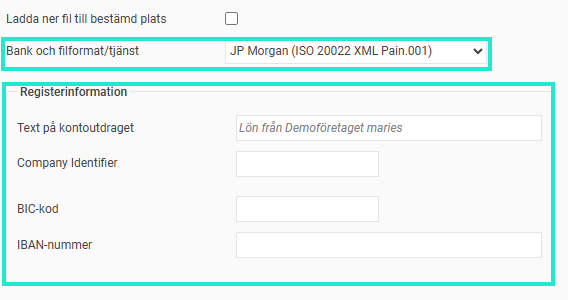 Ladda ner fil till bestämd plats
Bank och filformat/tjänst JP Morgan (ISO 20022 XML Pain.001)
Registerinformation
Text på kontoutdraget Lön från Demoföretaget maries
Company Identifier
BIC-kod
IBAN-nummer